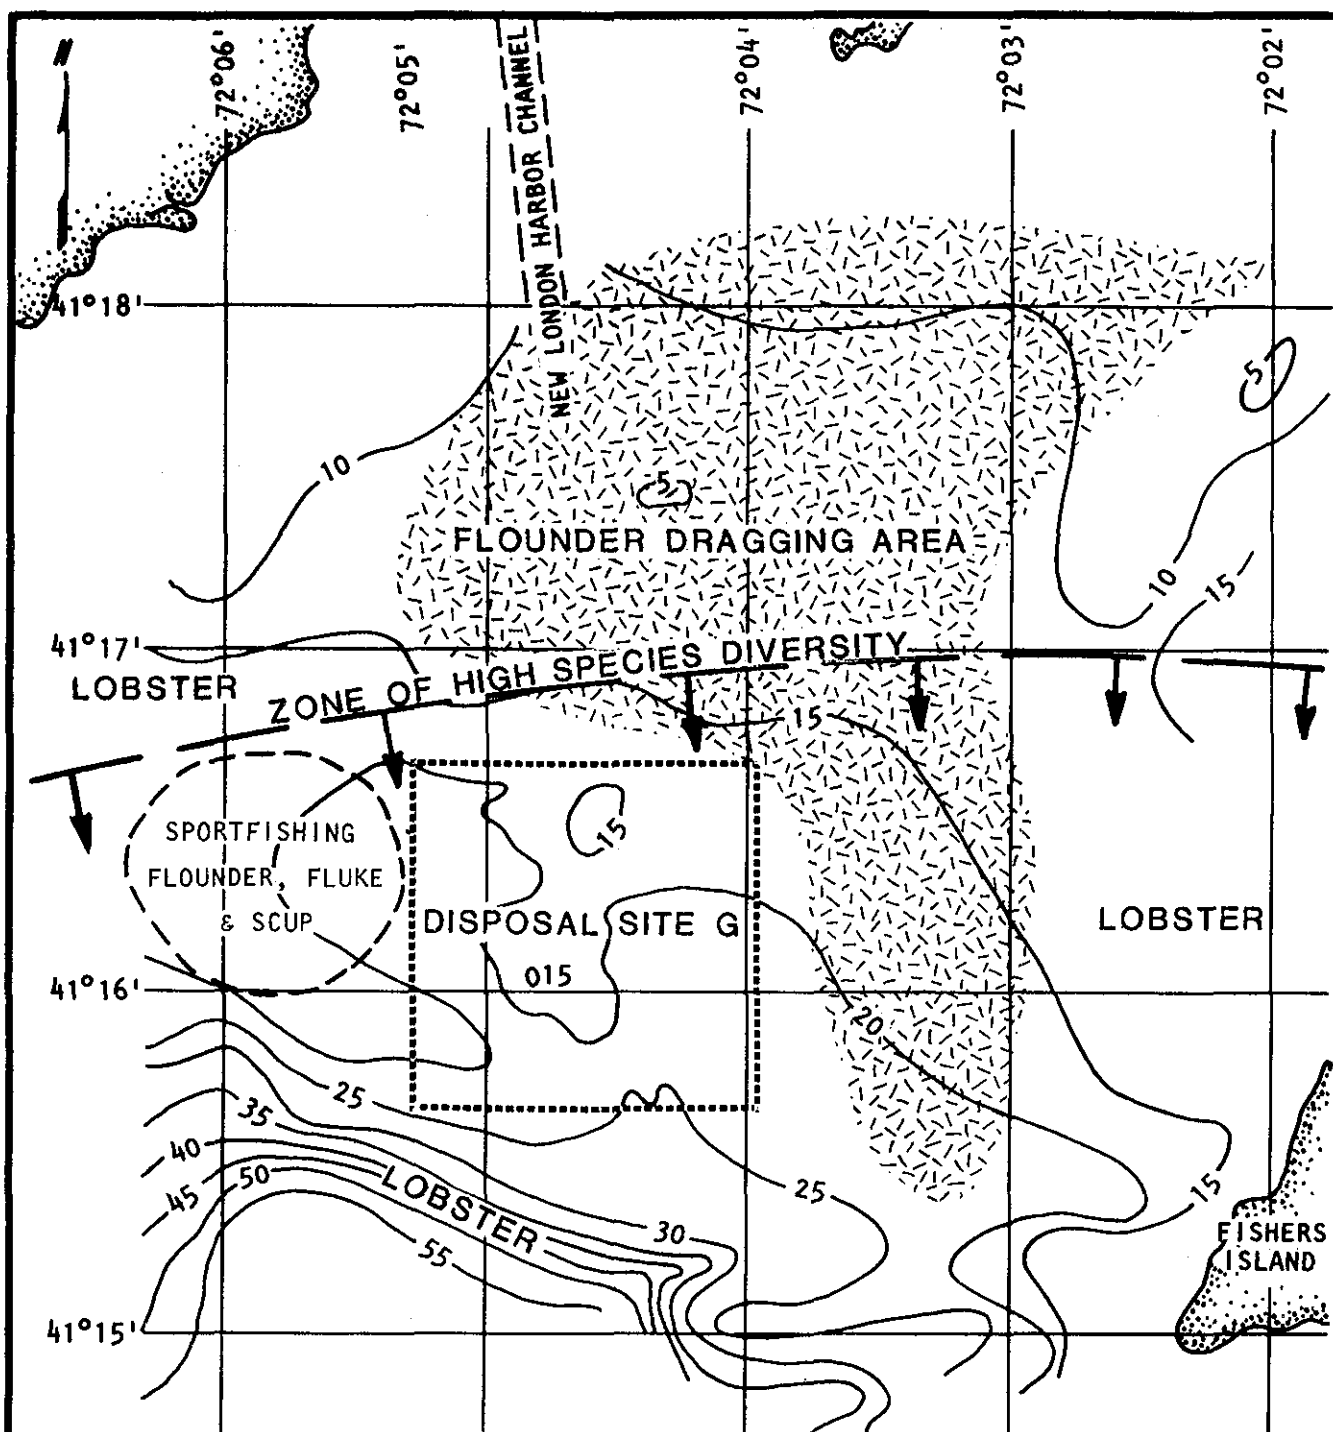 72°06'
72°05'
NEW LONDON HARBOR CHANNEL
72°04'
72°03'
72°02'
41°18'
5
10
5
FLOUNDER DRAGGING AREA
10
15
41°17'
LOBSTER
ZONE OF HIGH SPECIES DIVERSITY
15
SPORTFISHING
FLOUNDER, FLUKE
& SCUP
15
DISPOSAL SITE G
LOBSTER
015
41°16'
20
25
35
40
45
50
LOBSTER
55
30
25
15
FISHERS
ISLAND
41°15'